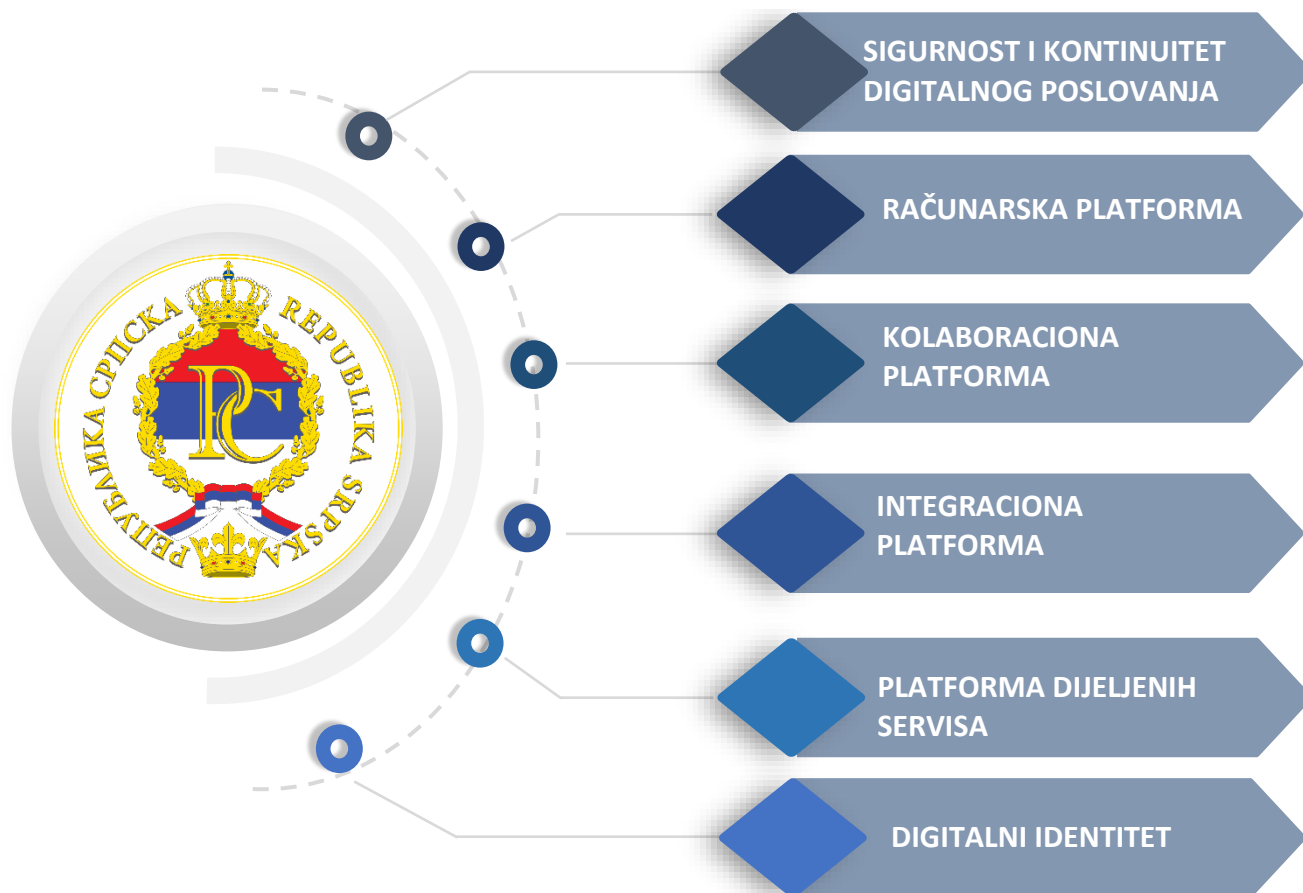 РЕПУБЛИКА СРПСКА
REPUBLIKA SRPSKA
РС
SIGURNOST I KONTINUITET
DIGITALNOG POSLOVANJA
RAČUNARSKA PLATFORMA
KOLABORACIONA
PLATFORMA
INTEGRACIONA
PLATFORMA
PLATFORMA DIJELJENIH
SERVISA
DIGITALNI IDENTITET